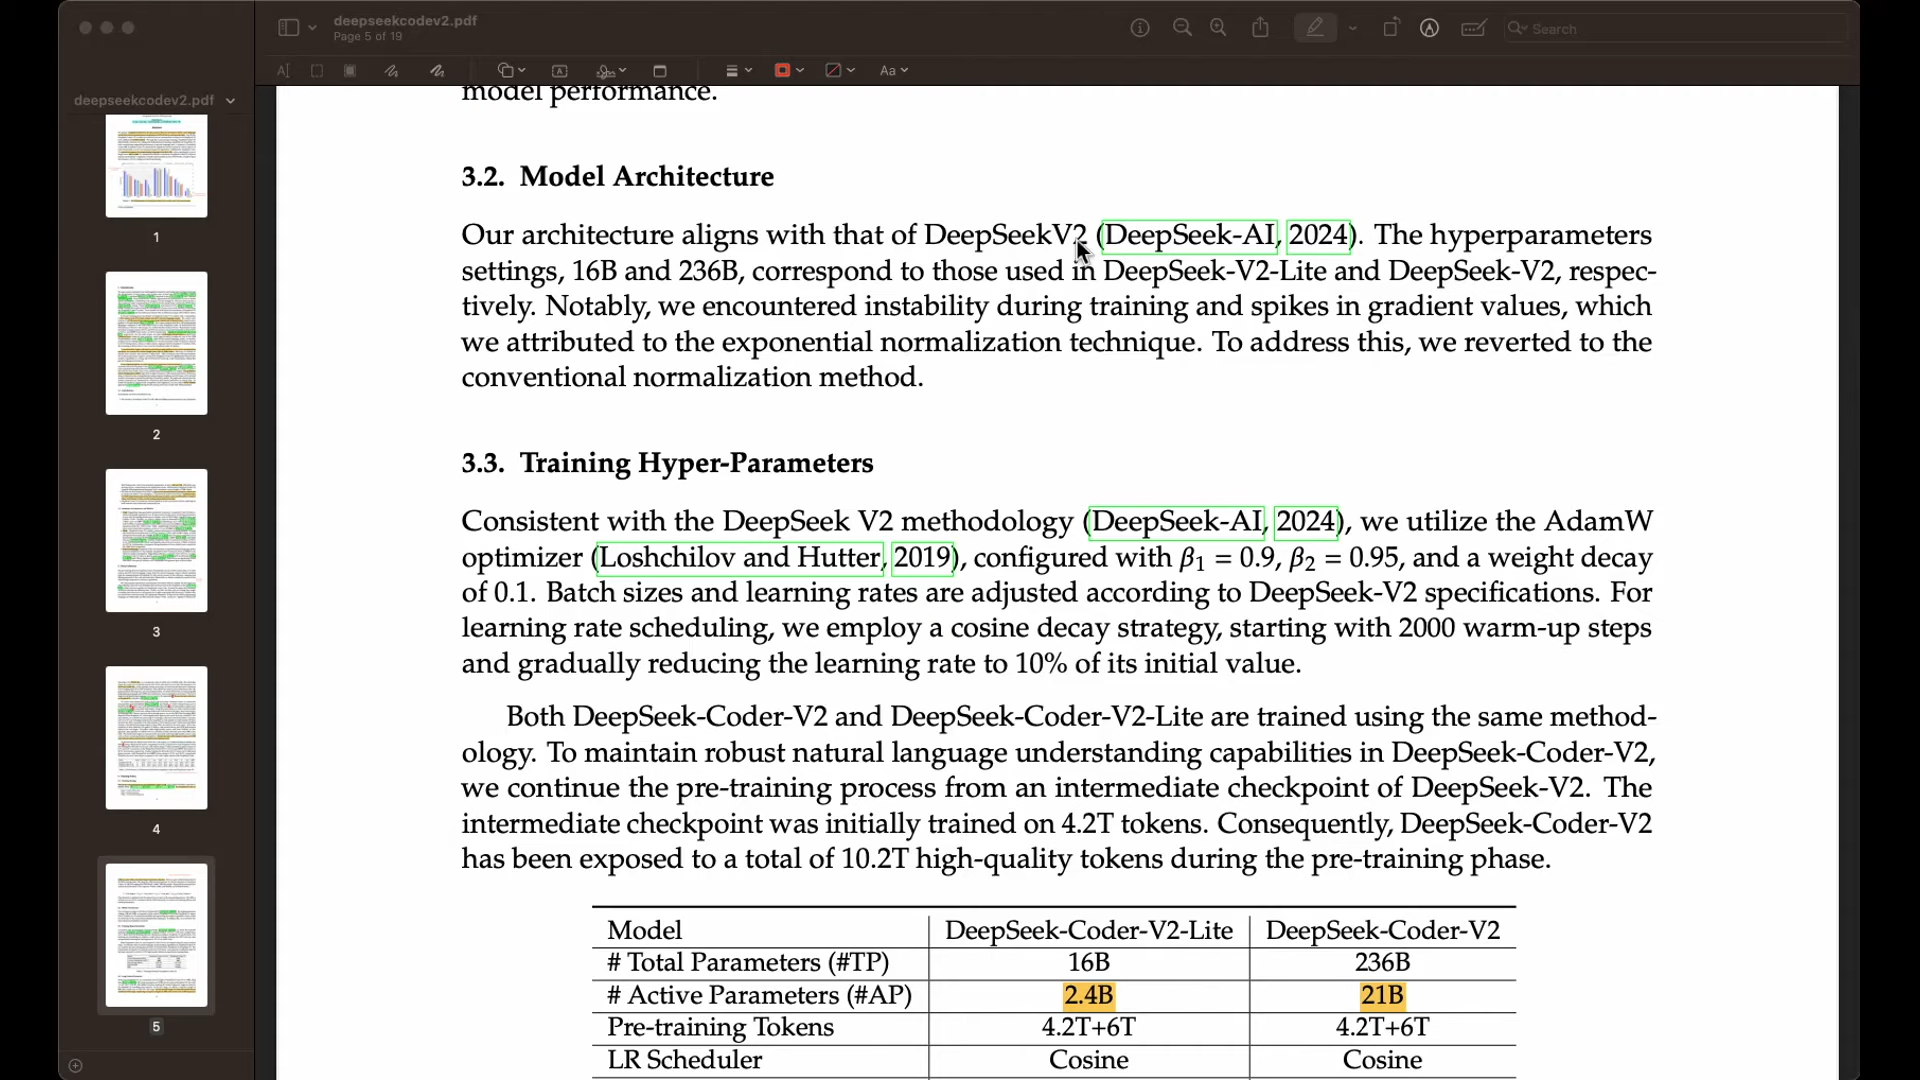 deepseekcodev2.pdf
Page 5 of 19
Search
deepseekcodev2.pdf
1
2
3
4
5
model performance.
3.2. Model Architecture
Our architecture aligns with that of DeepSeekV2 (DeepSeek-AI, 2024). The hyperparameters
settings, 16B and 236B, correspond to those used in DeepSeek-V2-Lite and DeepSeek-V2, respec-
tively. Notably, we encountered instability during training and spikes in gradient values, which
we attributed to the exponential normalization technique. To address this, we reverted to the
conventional normalization method.
3.3. Training Hyper-Parameters
Consistent with the DeepSeek V2 methodology (DeepSeek-AI, 2024), we utilize the AdamW
optimizer (Loshchilov and Hutter, 2019), configured with β₁ = 0.9, β₂ = 0.95, and a weight decay
of 0.1. Batch sizes and learning rates are adjusted according to DeepSeek-V2 specifications. For
learning rate scheduling, we employ a cosine decay strategy, starting with 2000 warm-up steps
and gradually reducing the learning rate to 10% of its initial value.
Both DeepSeek-Coder-V2 and DeepSeek-Coder-V2-Lite are trained using the same method-
ology. To maintain robust natural language understanding capabilities in DeepSeek-Coder-V2,
we continue the pre-training process from an intermediate checkpoint of DeepSeek-V2. The
intermediate checkpoint was initially trained on 4.2T tokens. Consequently, DeepSeek-Coder-V2
has been exposed to a total of 10.2T high-quality tokens during the pre-training phase.
Model DeepSeek-Coder-V2-Lite DeepSeek-Coder-V2
# Total Parameters (#TP) 16B 236B
# Active Parameters (#AP) 2.4B 21B
Pre-training Tokens 4.2T+6T 4.2T+6T
LR Scheduler Cosine Cosine